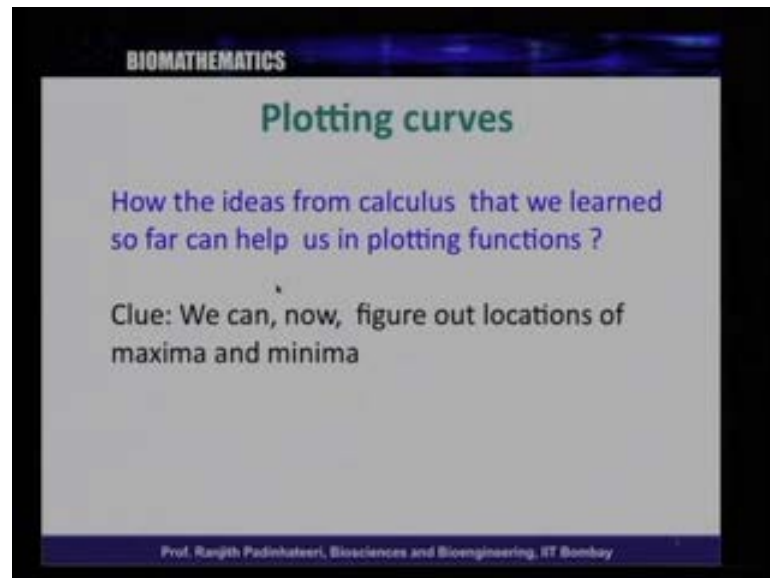 BIOMATHEMATICS
Plotting curves
How the ideas from calculus that we learned
so far can help us in plotting functions ?
Clue: We can, now, figure out locations of
maxima and minima
Prof. Ranjith Padinhateeri, Biosciences and Bioengineering, IIT Bombay